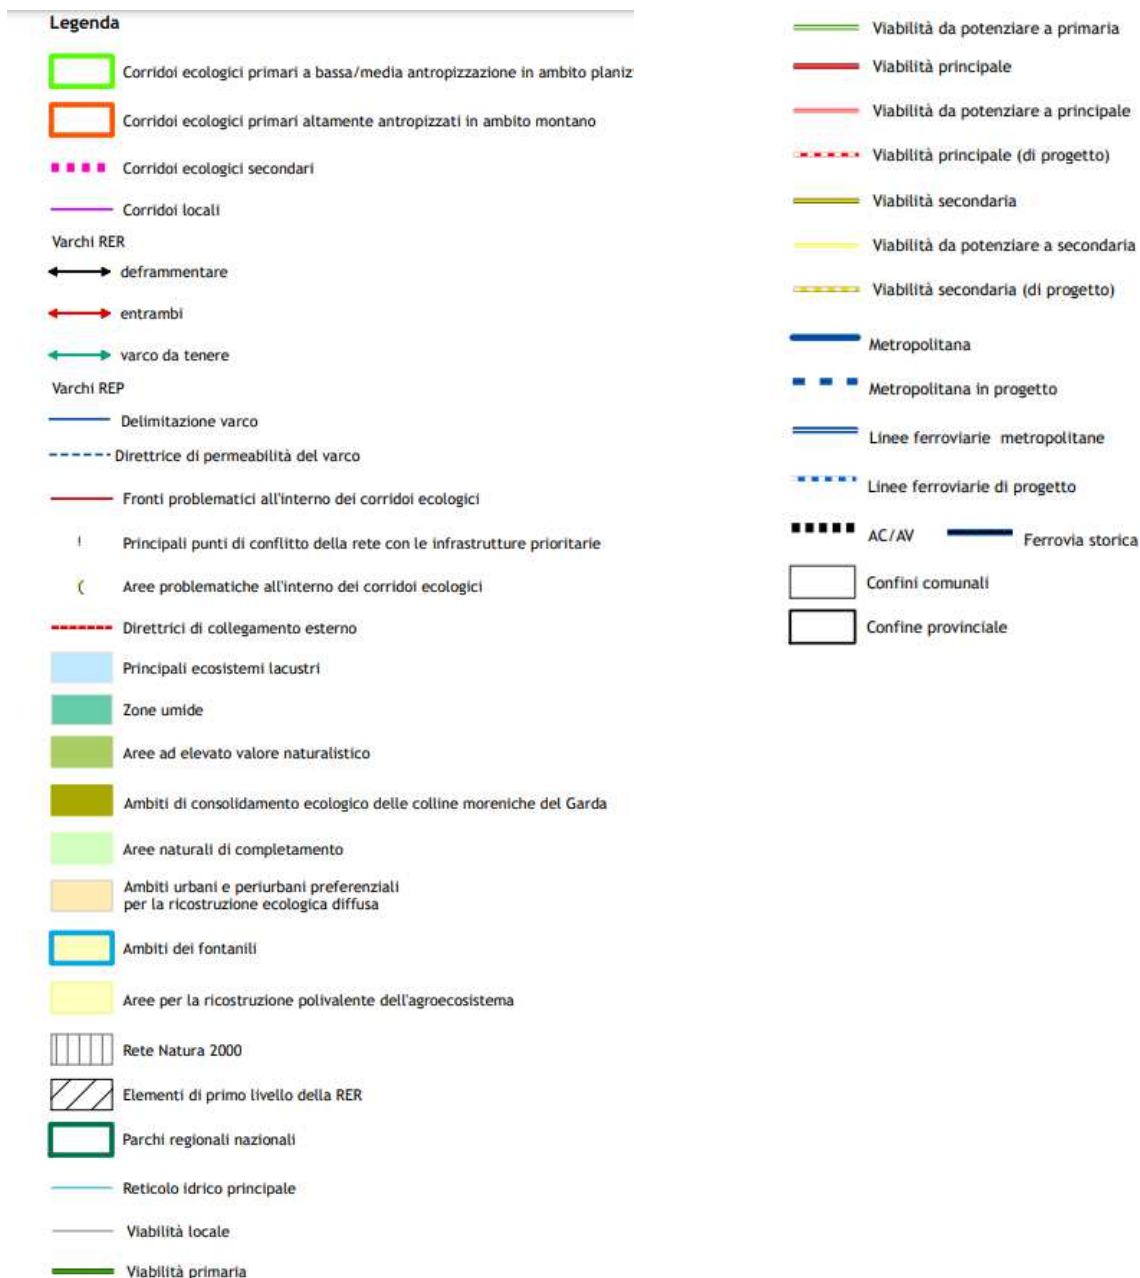 Legenda
Corridoi ecologici primari a bassa/media antropizzazione in ambito planiz
Corridoi ecologici primari altamente antropizzati in ambito montano
Corridoi ecologici secondari
Corridoi locali
Varchi RER
deframmentare
entrambi
varco da tenere
Varchi REP
Delimitazione varco
Direttrice di permeabilità del varco
Fronti problematici all'interno dei corridoi ecologici
Principali punti di conflitto della rete con le infrastrutture prioritarie
Aree problematiche all'interno dei corridoi ecologici
Direttrici di collegamento esterno
Principali ecosistemi lacustri
Zone umide
Aree ad elevato valore naturalistico
Ambiti di consolidamento ecologico delle colline moreniche del Garda
Aree naturali di completamento
Ambiti urbani e periurbani preferenziali
per la ricostruzione ecologica diffusa
Ambiti dei fontanili
Aree per la ricostruzione polivalente dell'agroecosistema
Rete Natura 2000
Elementi di primo livello della RER
Parchi regionali nazionali
Reticolo idrico principale
Viabilità locale
Viabilità primaria
Viabilità da potenziare a primaria
Viabilità principale
Viabilità da potenziare a principale
Viabilità principale (di progetto)
Viabilità secondaria
Viabilità da potenziare a secondaria
Viabilità secondaria (di progetto)
Metropolitana
Metropolitana in progetto
Linee ferroviarie metropolitane
Linee ferroviarie di progetto
AC/AV Ferrovia storica
Confini comunali
Confine provinciale